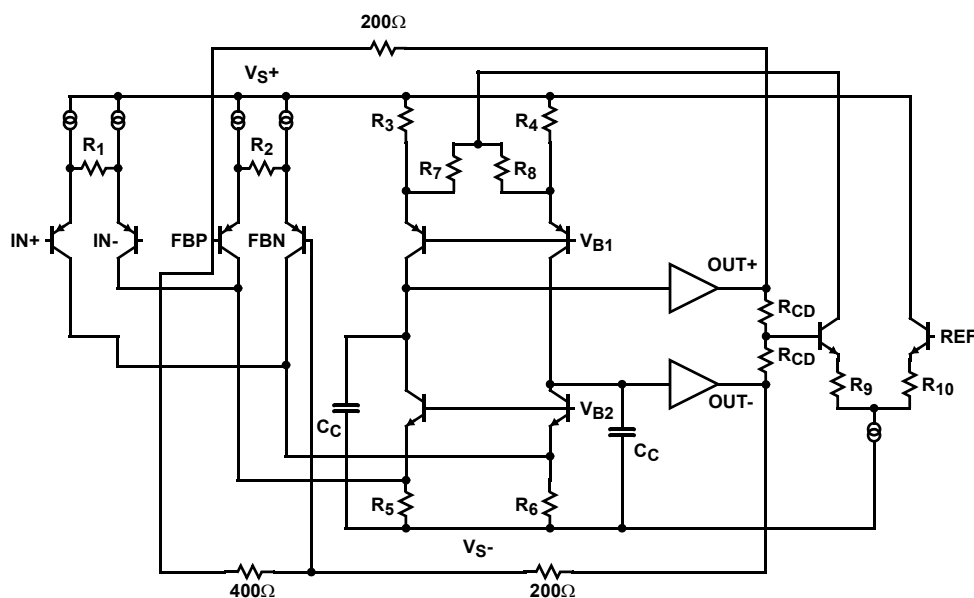 200Ω
VS+
R3
R4
R1
R2
R7
R8
IN+
IN-
FBP
FBN
VB1
OUT+
RCD
REF
RCD
R9
R10
VB2
OUT-
CC
CC
R5
R6
VS-
400Ω
200Ω